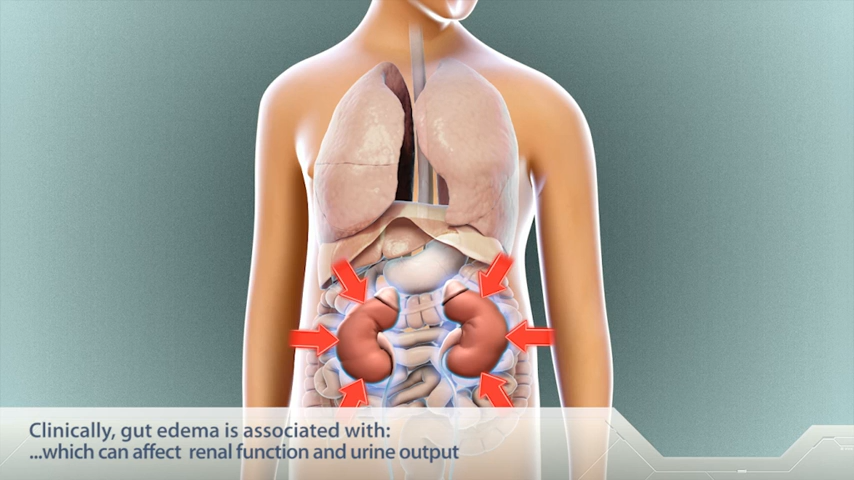 Clinically, gut edema is associated with:
...which can affect  renal function and urine output